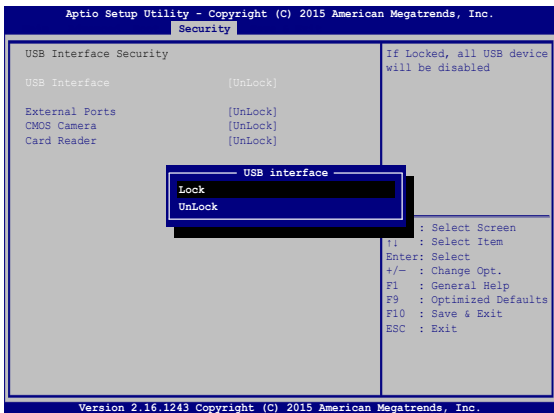 Aptio Setup Utility - Copyright (C) 2015 American Megatrends, Inc.
Security
USB Interface Security
USB Interface [UnLock]
External Ports [UnLock]
CMOS Camera [UnLock]
Card Reader [UnLock]
If Locked, all USB device
will be disabled
USB interface
Lock
UnLock
: Select Screen
↑↓ : Select Item
Enter: Select
+/— : Change Opt.
F1 : General Help
F9 : Optimized Defaults
F10 : Save & Exit
ESC : Exit
Version 2.16.1243 Copyright (C) 2015 American Megatrends, Inc.